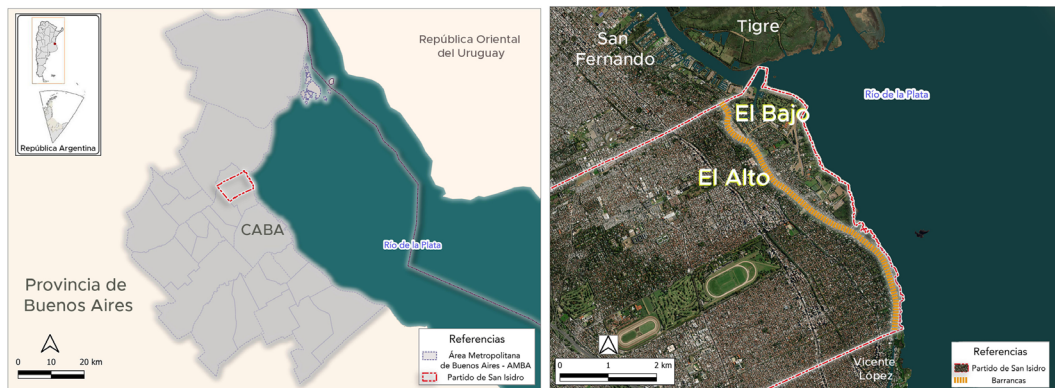 República Argentina
República Oriental
del Uruguay
CABA
Río de la Plata
Provincia de
Buenos Aires
0 10 20 km
Referencias
Área Metropolitana
de Buenos Aires - AMBA
Partido de San Isidro
Tigre
San
Fernando
Río de la Plata
El Bajo
El Alto
Vicente
López
0 1 2 km
Referencias
Partido de San Isidro
Barrancas